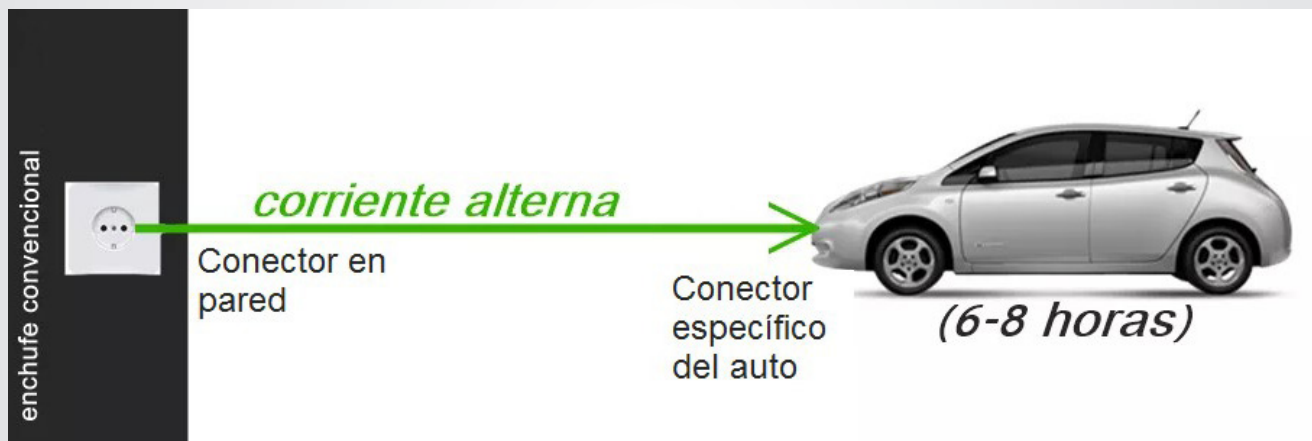 enchufe convencional
corriente alterna
Conector en
pared
Conector
específico
del auto
(6-8 horas)